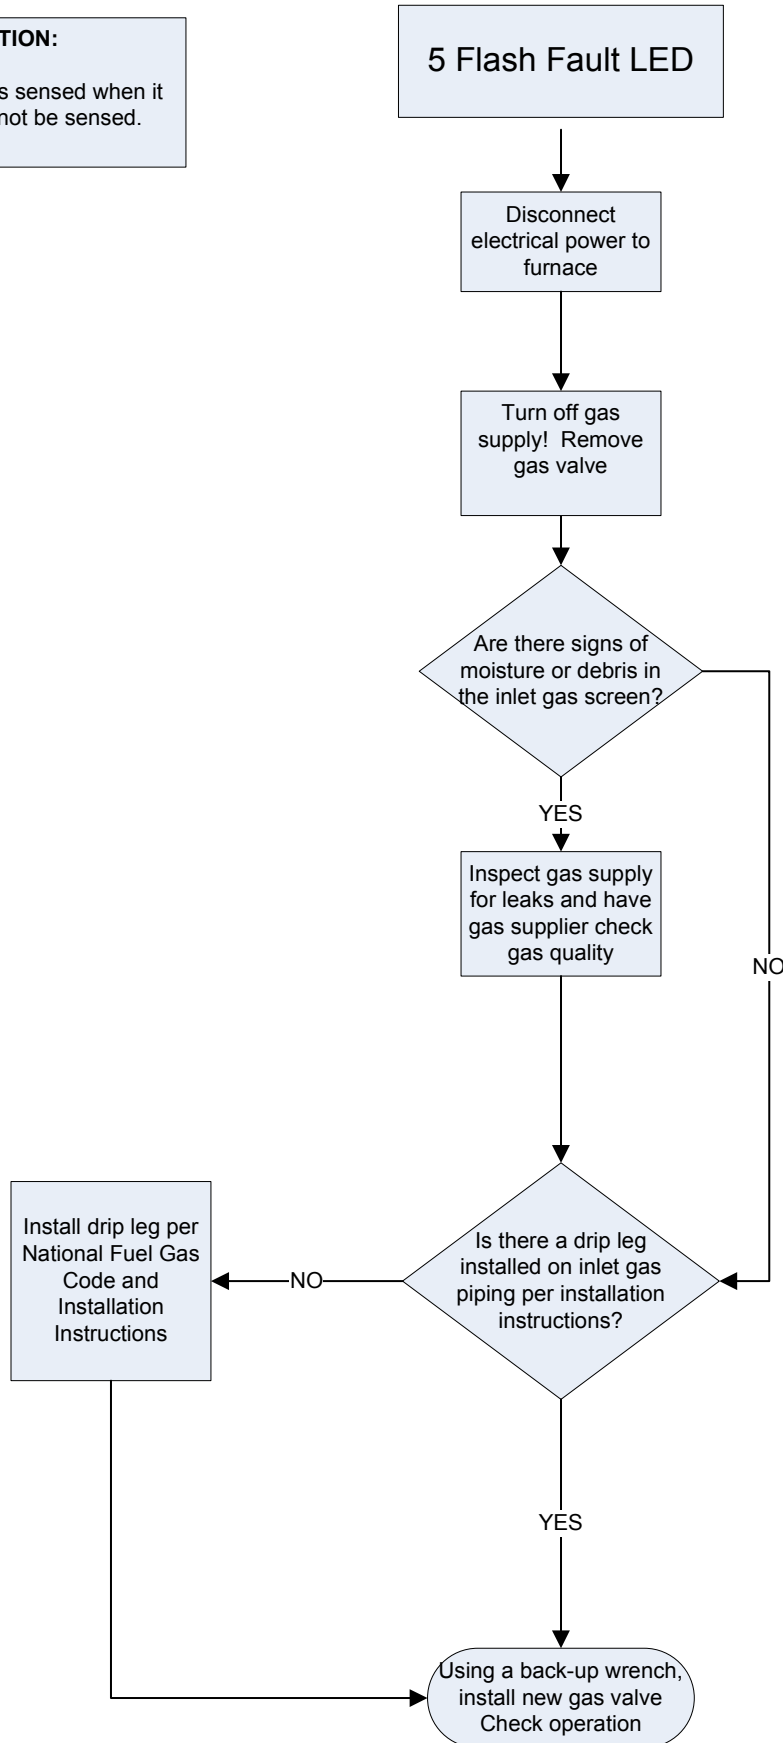 TION:
s sensed when it
not be sensed.
5 Flash Fault LED
Disconnect
electrical power to
furnace
Turn off gas
supply!  Remove
gas valve
Are there signs of
moisture or debris in
the inlet gas screen?
YES
Inspect gas supply
for leaks and have
gas supplier check
gas quality
NO
Is there a drip leg
installed on inlet gas
piping per installation
instructions?
NO
Install drip leg per
National Fuel Gas
Code and
Installation
Instructions
YES
Using a back-up wrench,
install new gas valve
Check operation